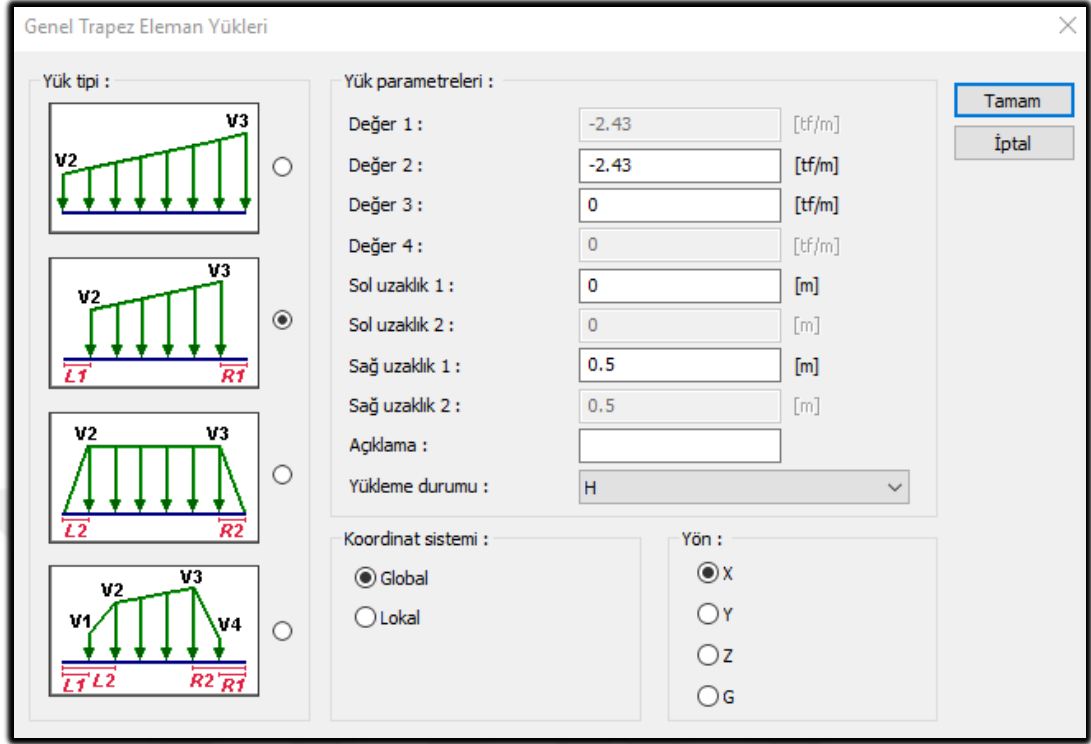 Genel Trapez Eleman Yükleri
Yük tipi :
V2 V3
V2 V3
L1 R1
V2 V3
L2 R2
V1 V2 V3 V4
L1 L2 R2 R1
Yük parametreleri :
Değer 1 : -2.43 [tf/m]
Değer 2 : -2.43 [tf/m]
Değer 3 : 0 [tf/m]
Değer 4 : 0 [tf/m]
Sol uzaklık 1 : 0 [m]
Sol uzaklık 2 : 0 [m]
Sağ uzaklık 1 : 0.5 [m]
Sağ uzaklık 2 : 0.5 [m]
Açıklama :
Yükleme durumu : H
Koordinat sistemi :
Global
Lokal
Yön :
X
Y
Z
G
Tamam
İptal